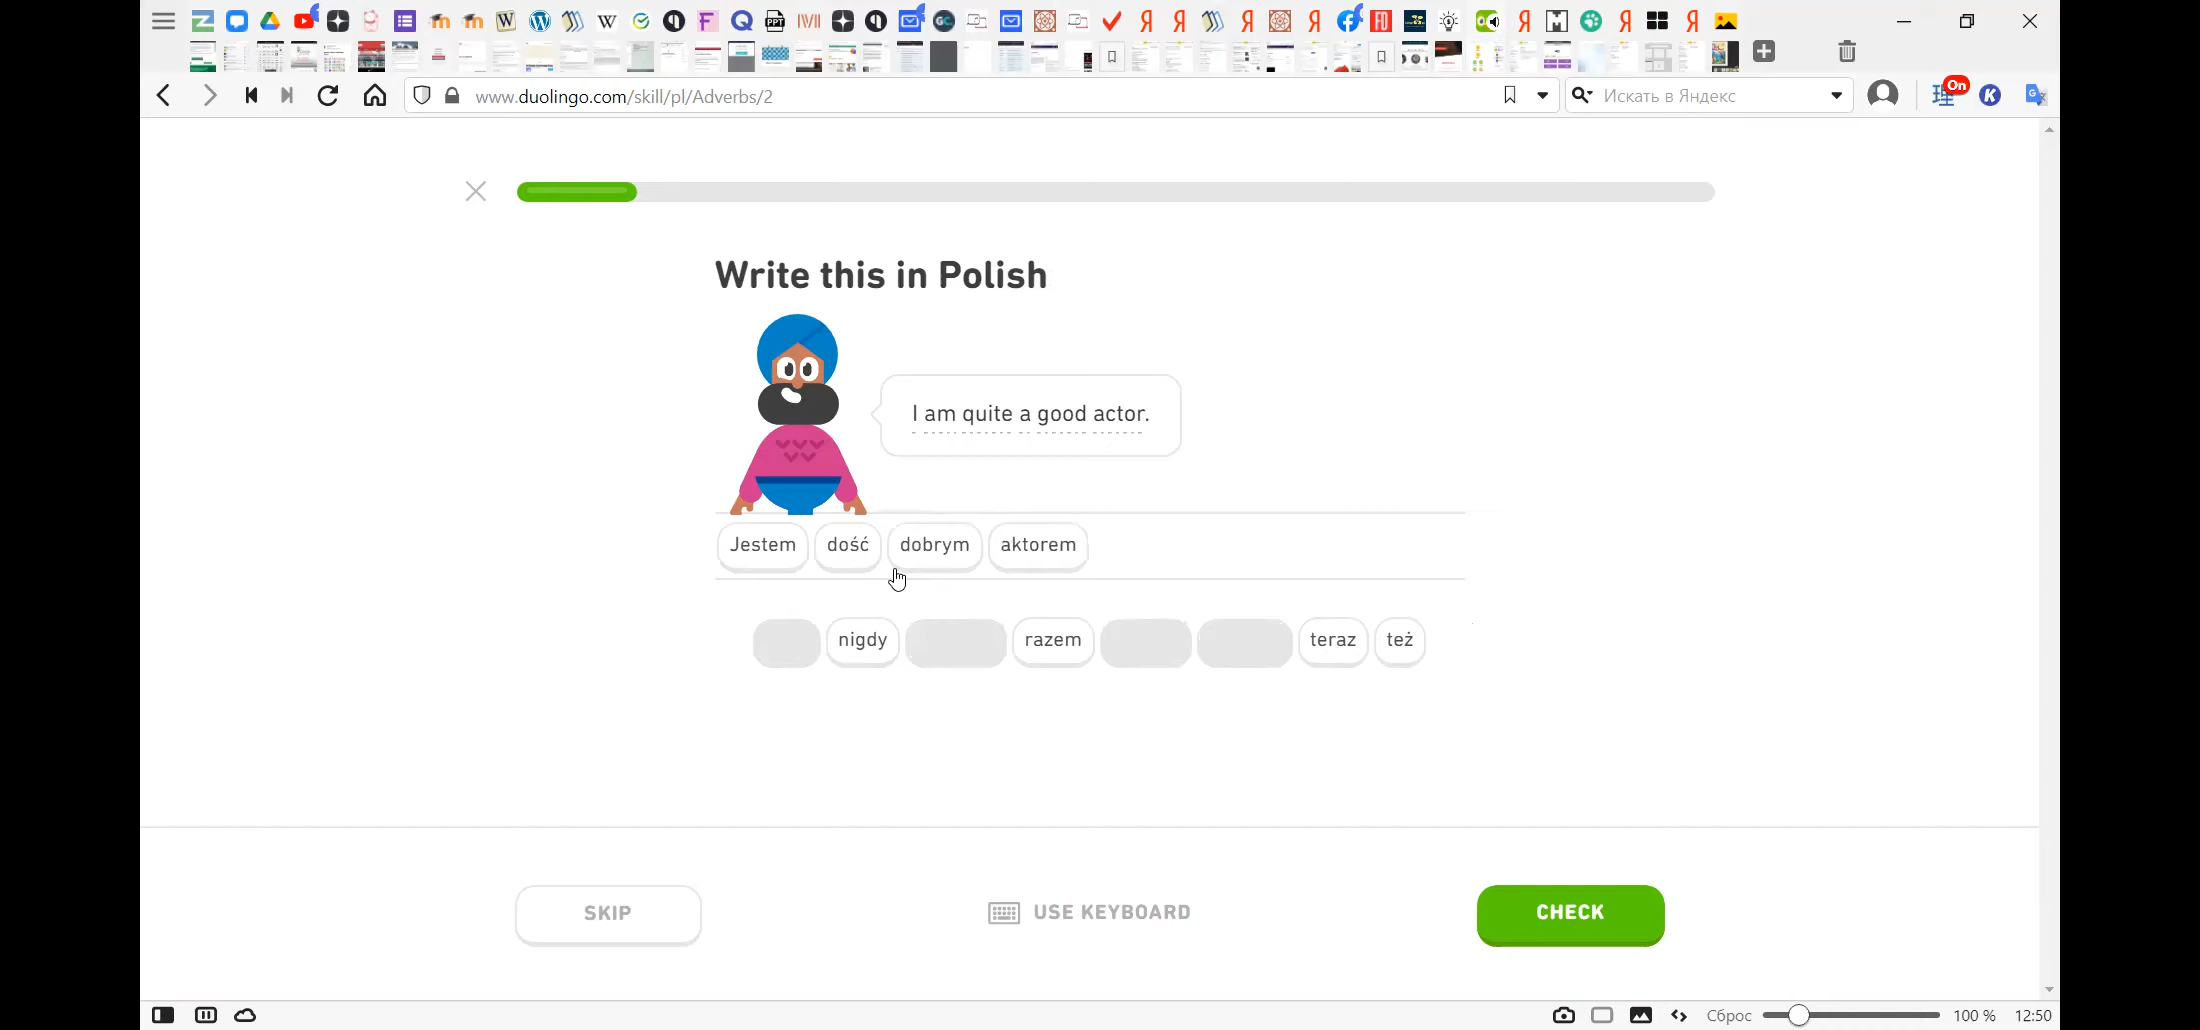 www.duolingo.com/skill/pl/Adverbs/2
Искать в Яндекс
On
Write this in Polish
I am quite a good actor.
Jestem dość dobrym aktorem
nigdy razem teraz też
SKIP
USE KEYBOARD
CHECK
Сброс
100 %
12:50